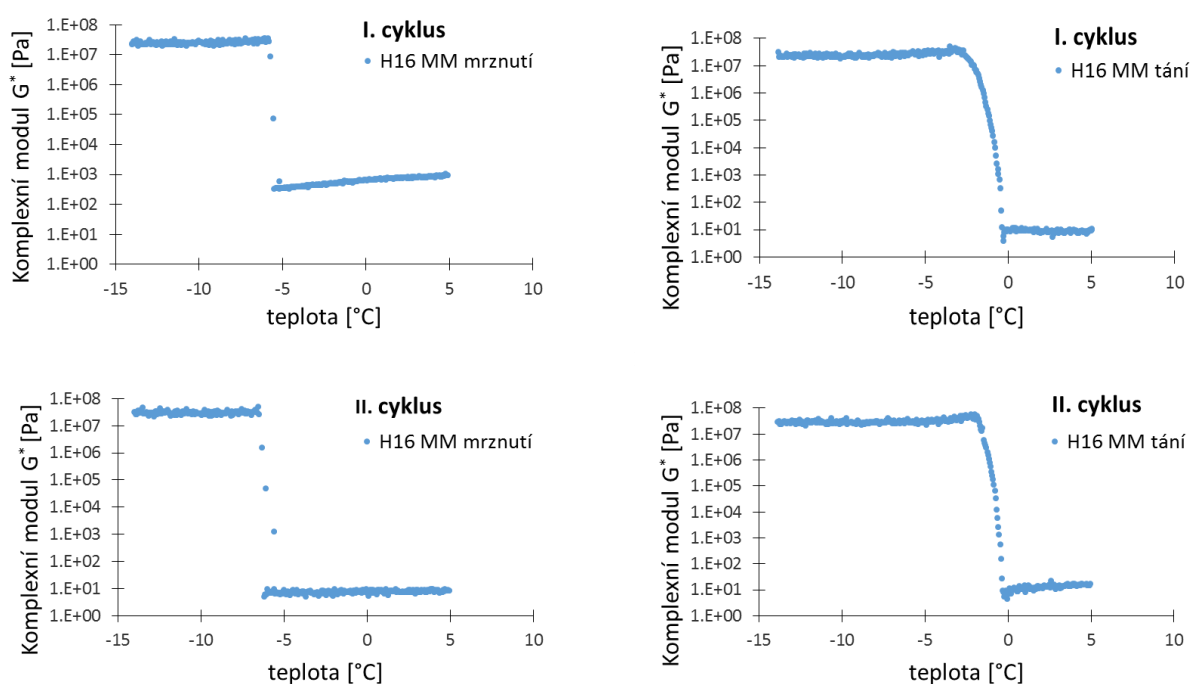 I. cyklus
H16 MM mrznutí
Komplexní modul G* [Pa]
1.E+08
1.E+07
1.E+06
1.E+05
1.E+04
1.E+03
1.E+02
1.E+01
1.E+00
-15
-10
-5
0
5
10
teplota [°C]
I. cyklus
H16 MM tání
Komplexní modul G* [Pa]
1.E+08
1.E+07
1.E+06
1.E+05
1.E+04
1.E+03
1.E+02
1.E+01
1.E+00
-15
-10
-5
0
5
10
teplota [°C]
II. cyklus
H16 MM mrznutí
Komplexní modul G* [Pa]
1.E+08
1.E+07
1.E+06
1.E+05
1.E+04
1.E+03
1.E+02
1.E+01
1.E+00
-15
-10
-5
0
5
10
teplota [°C]
II. cyklus
H16 MM tání
Komplexní modul G* [Pa]
1.E+08
1.E+07
1.E+06
1.E+05
1.E+04
1.E+03
1.E+02
1.E+01
1.E+00
-15
-10
-5
0
5
10
teplota [°C]